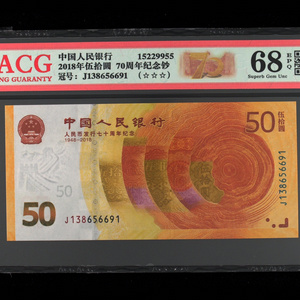 ACG
NG GUARANTY
中国人民银行 15229955
2018年伍拾圆 70周年纪念钞
冠号: J138656691 (☆☆☆)
68 EPQ
Superb Gem Unc
中国人民银行
人民币发行七十周年纪念
1948-2018
50
伍拾圆
50
50
J138656691
J138656691